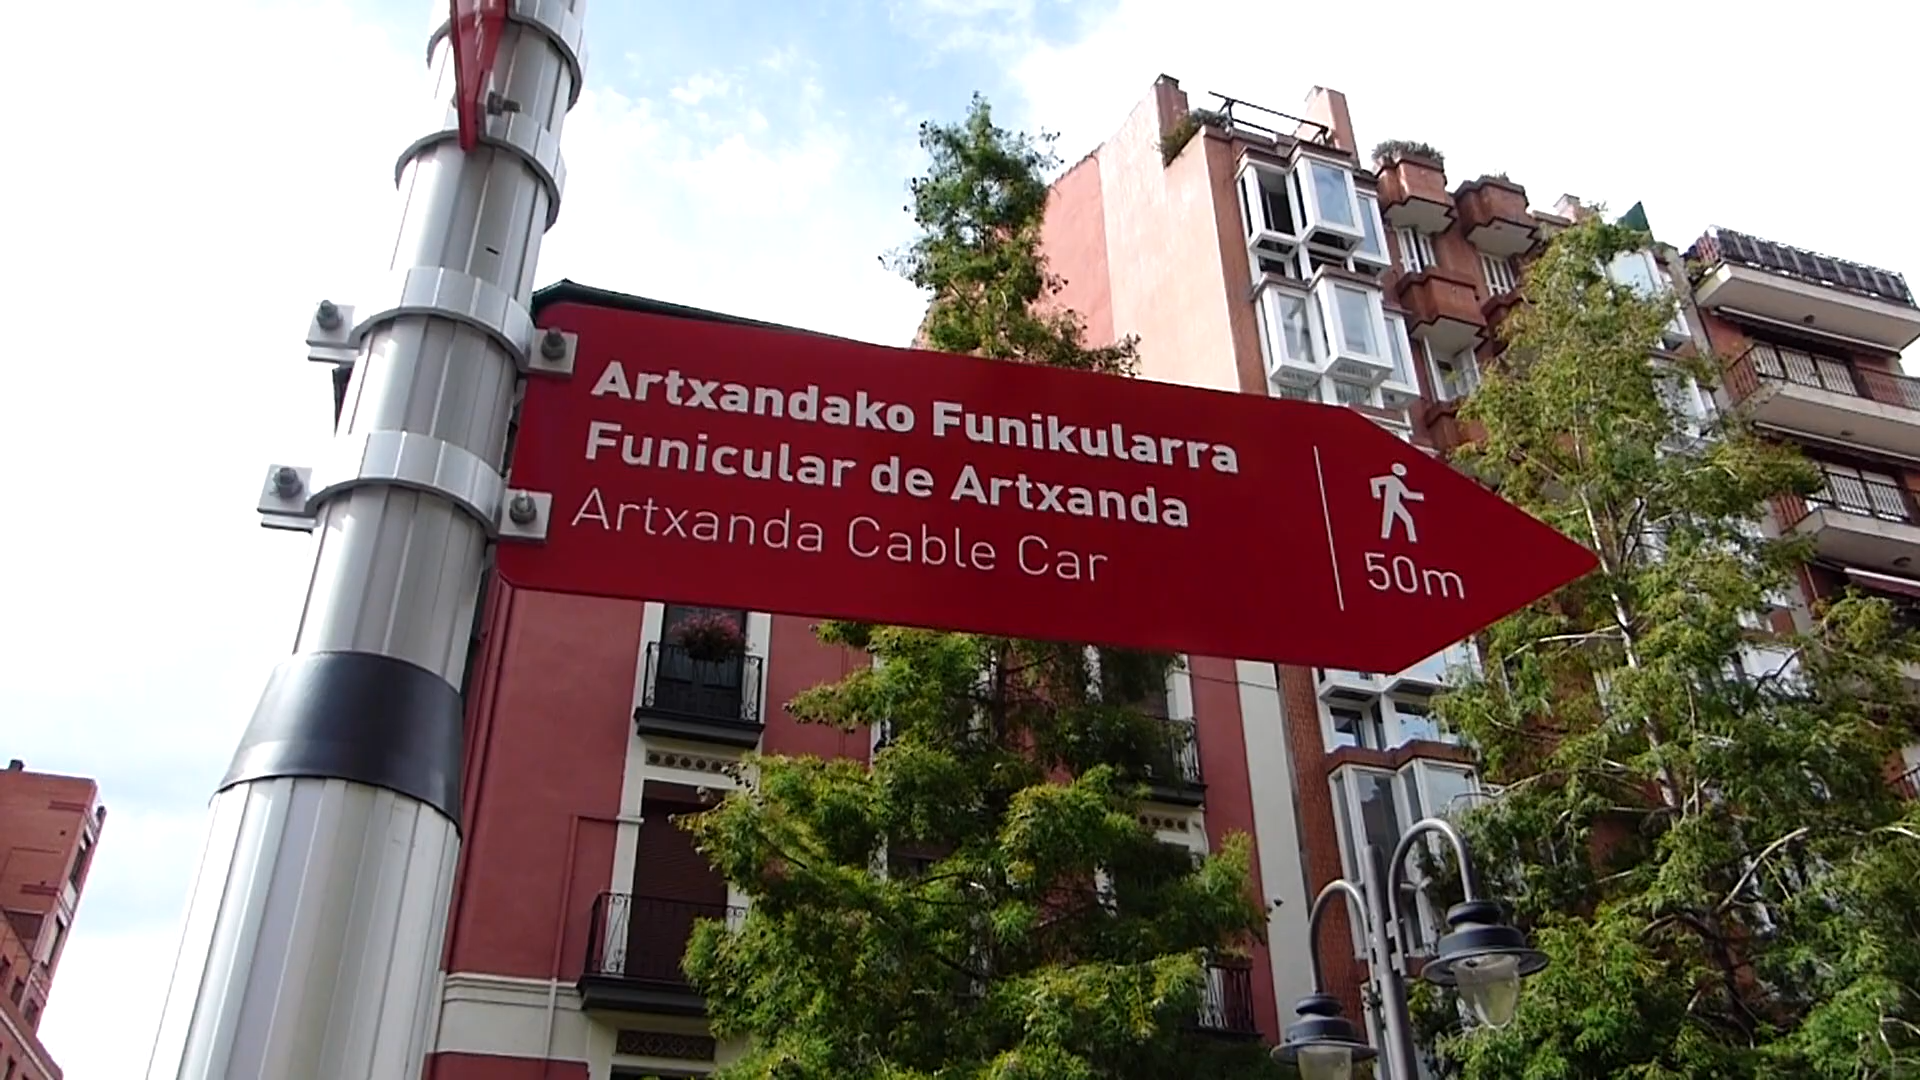 Artxandako Funikularra
Funicular de Artxanda
Artxanda Cable Car
50m